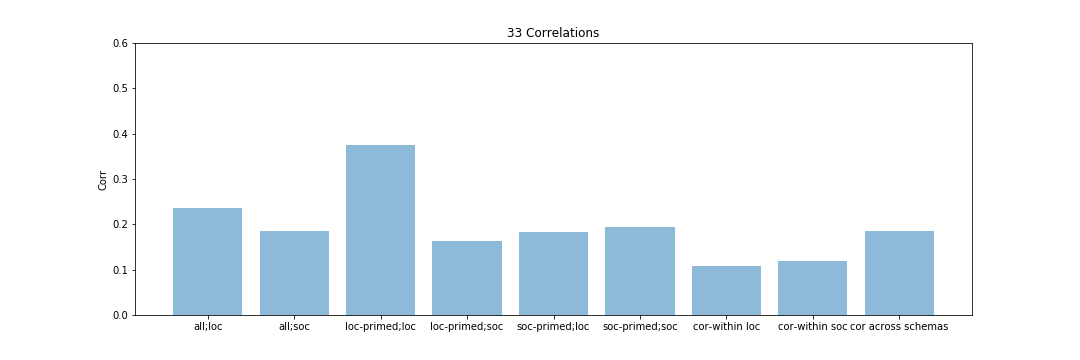 33 Correlations
0.6
0.5
0.4
0.3
0.2
0.1
0.0
Corr
all;loc
all;soc
loc-primed;loc
loc-primed;soc
soc-primed;loc
soc-primed;soc
cor-within loc
cor-within soc
cor across schemas